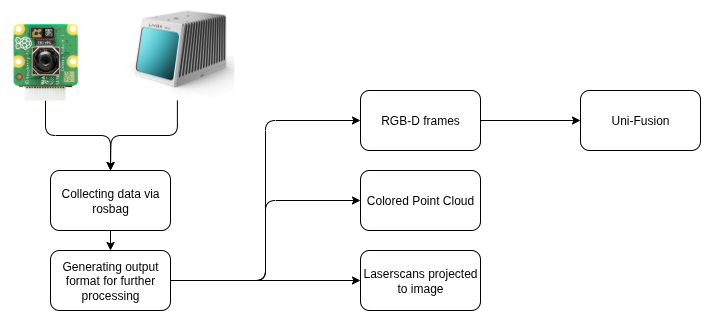 Collecting data via
rosbag
Generating output
format for further
processing
RGB-D frames
Uni-Fusion
Colored Point Cloud
Laserscans projected
to image